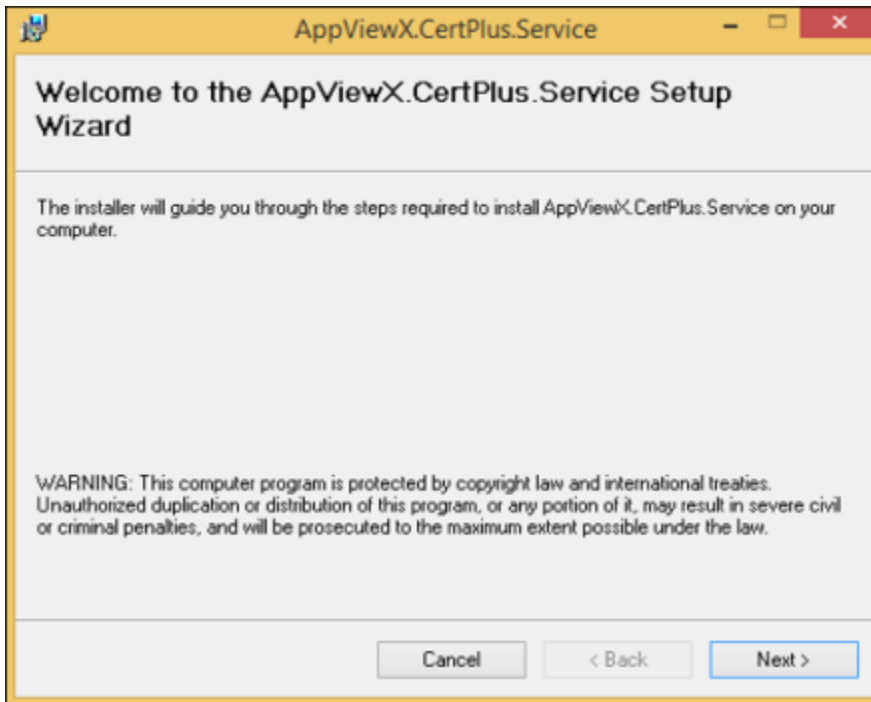 AppViewX.CertPlus.Service
Welcome to the AppViewX.CertPlus.Service Setup
Wizard
The installer will guide you through the steps required to install AppViewX.CertPlus.Service on your
computer.
WARNING: This computer program is protected by copyright law and international treaties.
Unauthorized duplication or distribution of this program, or any portion of it, may result in severe civil
or criminal penalties, and will be prosecuted to the maximum extent possible under the law.
Cancel
< Back
Next >